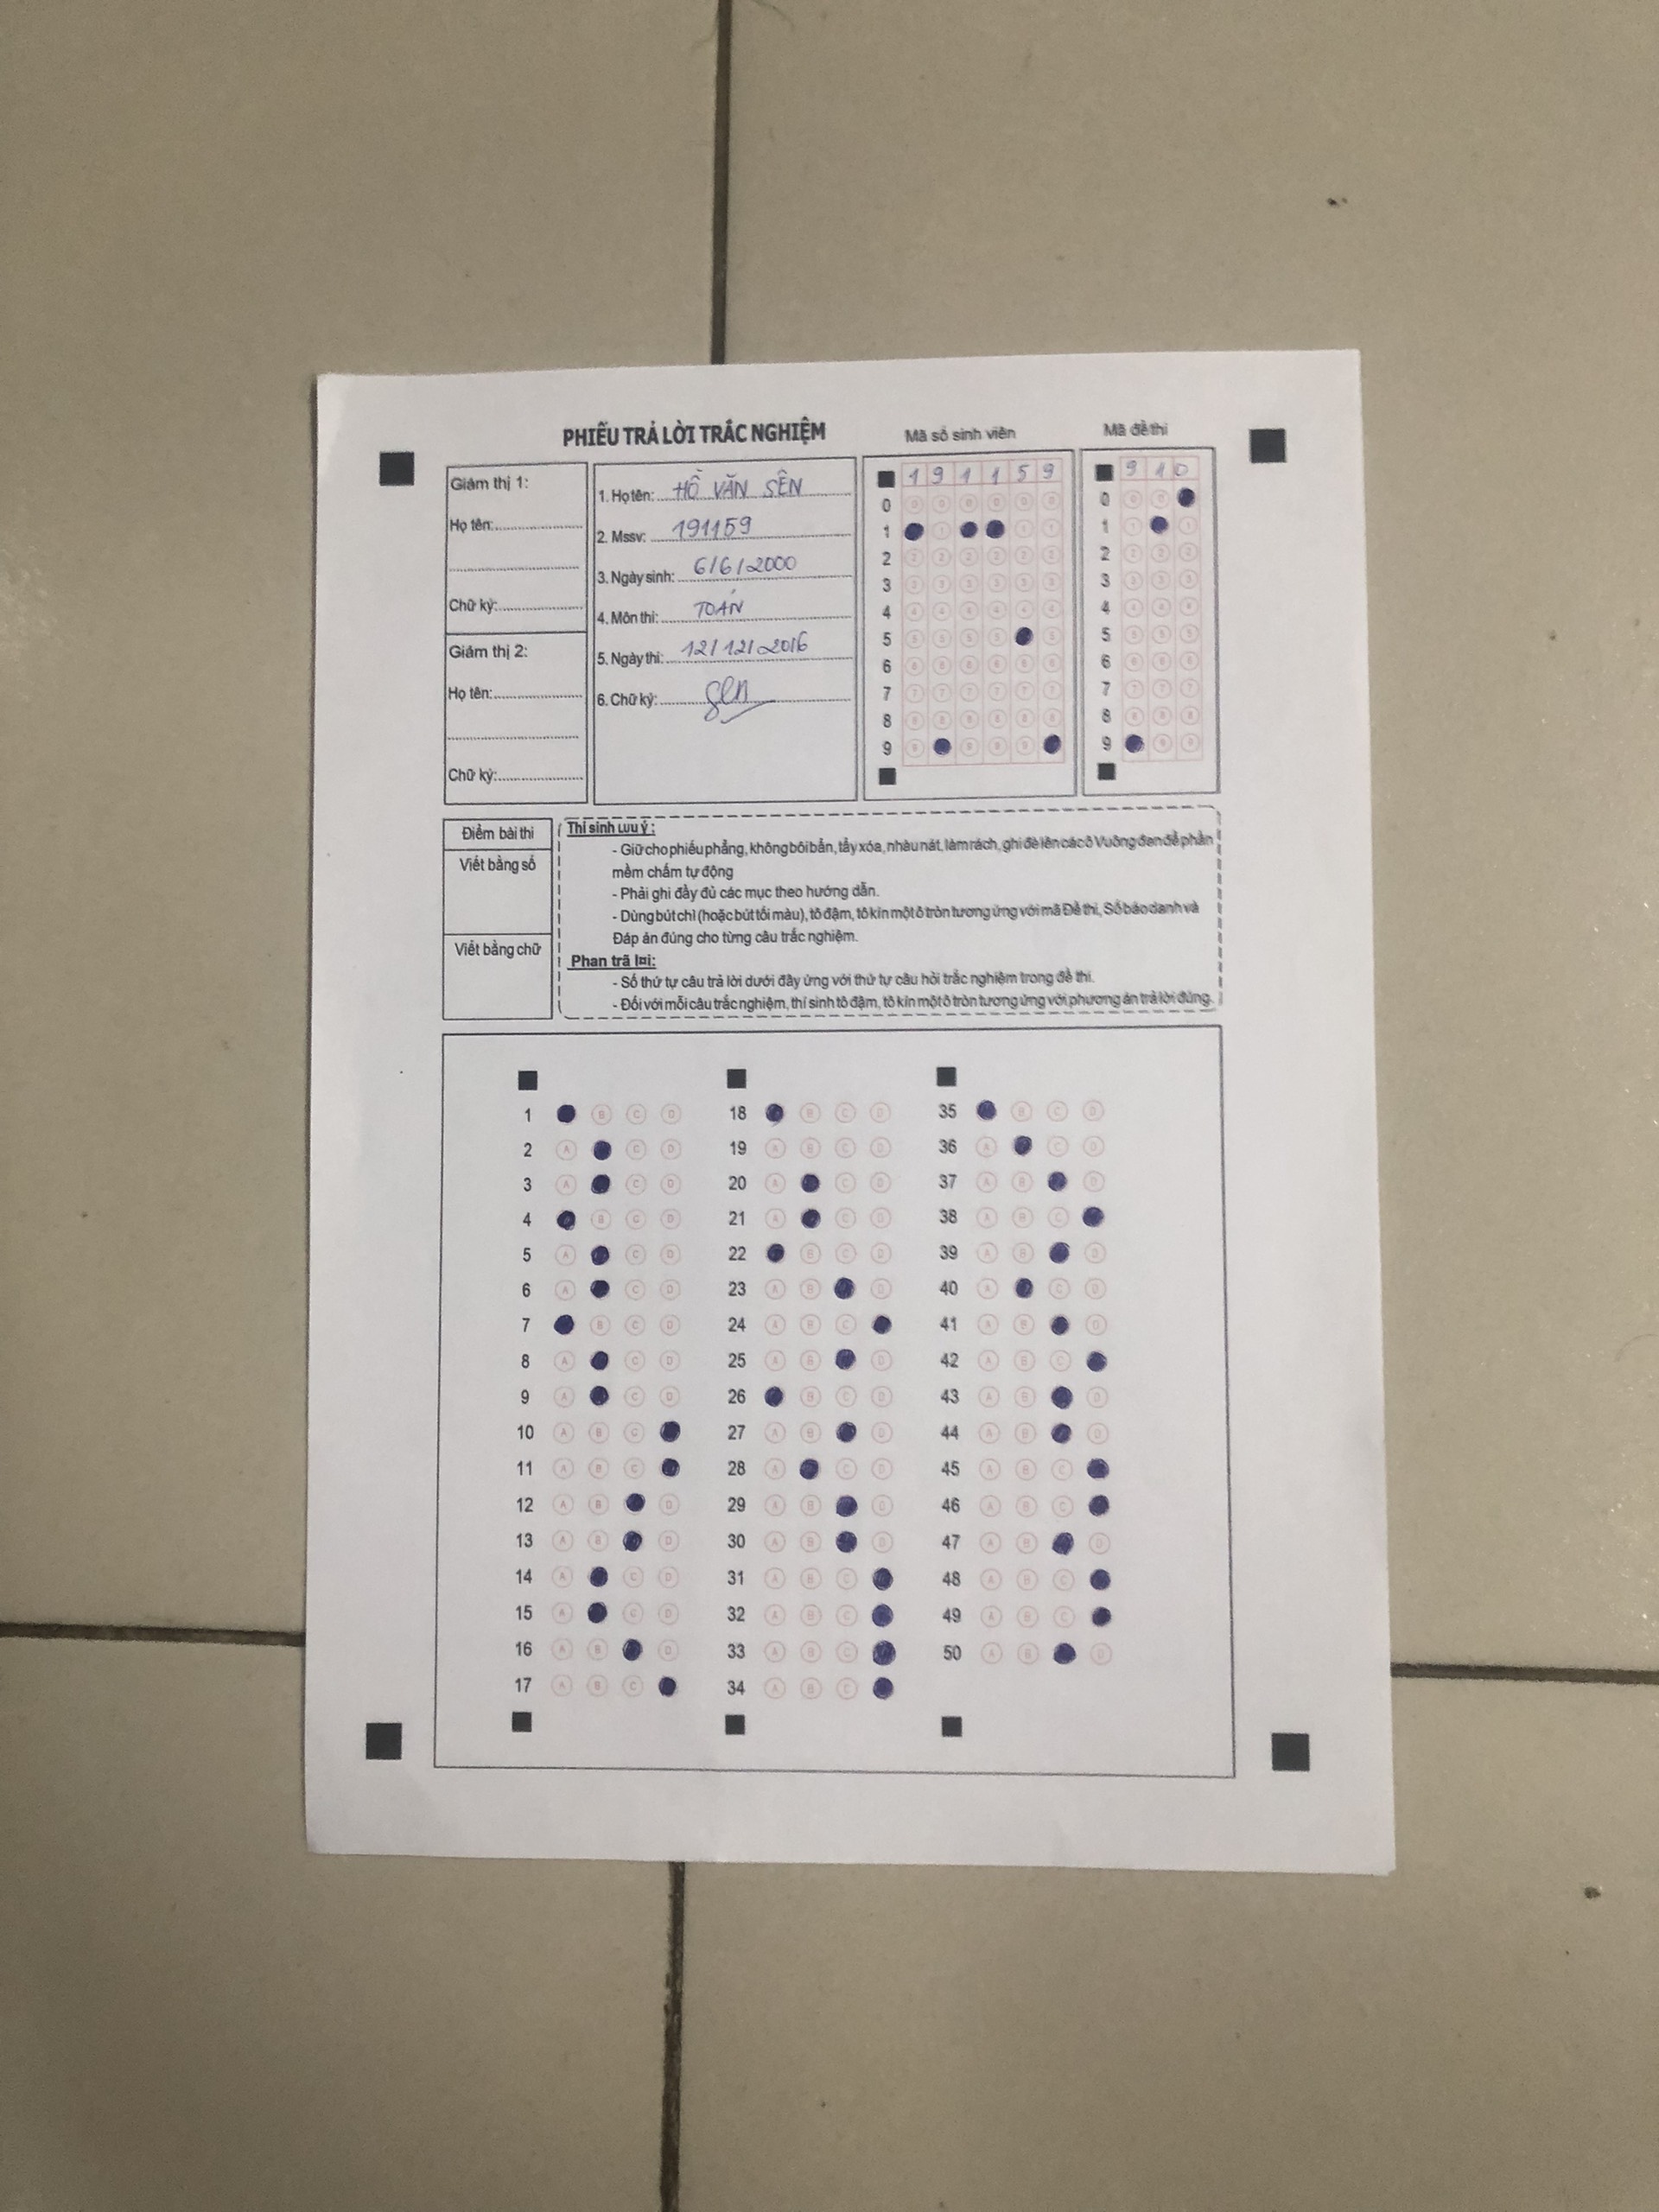 PHIẾU TRẢ LỜI TRẮC NGHIỆM
Mã số sinh viên
Mã đề thi
Giám thị 1:
Họ tên:
Chữ ký:
Giám thị 2:
Họ tên:
Chữ ký:
1. Họ tên: HỒ VĂN SÊN
2. Mssv: 191159
3. Ngày sinh: 6/6/2000
4. Môn thi: TOÁN
5. Ngày thi: 12/12/2016
6. Chữ ký: Sen
1 9 1 1 5 9
0
1
2
3
4
5
6
7
8
9
9 1 0
0
1
2
3
4
5
6
7
8
9
Điểm bài thi
Viết bằng số
Viết bằng chữ
Thí sinh lưu ý:
- Giữ cho phiếu phẳng, không bôi bẩn, tẩy xóa, nhàu nát, làm rách, ghi đè lên các ô Vuông đen để phần
mềm chấm tự động
- Phải ghi đầy đủ các mục theo hướng dẫn.
- Dùng bút chì (hoặc bút tối màu), tô đậm, tô kín một ô tròn tương ứng với mã Đề thi, Số báo danh và
Đáp án đúng cho từng câu trắc nghiệm.
Phan trã lơi:
- Số thứ tự câu trả lời dưới đây ứng với thứ tự câu hỏi trắc nghiệm trong đề thi.
- Đối với mỗi câu trắc nghiệm, thí sinh tô đậm, tô kín một ô tròn tương ứng với phương án trả lời đúng.
1 B C D
2 A C D
3 A C D
4 B C D
5 A C D
6 A C D
7 B C D
8 A C D
9 A C D
10 A B C
11 A B C
12 A B D
13 A B D
14 A C D
15 A C D
16 A B D
17 A B C
18 B C D
19 A B C D
20 A C D
21 A C D
22 B C D
23 A B D
24 A B C
25 A B D
26 B C D
27 A B D
28 A C D
29 A B D
30 A B D
31 A B C
32 A B C
33 A B C
34 A B C
35 B C D
36 A C D
37 A B D
38 A B C
39 A B D
40 A C D
41 A B D
42 A B C
43 A B D
44 A B D
45 A B C
46 A B C
47 A B D
48 A B C
49 A B C
50 A B D